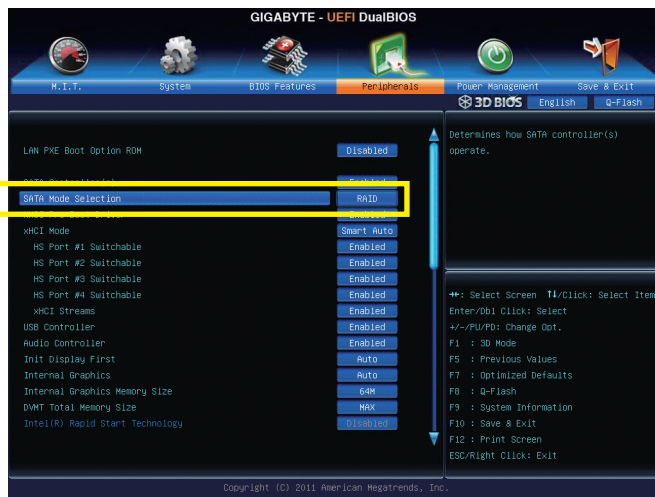 GIGABYTE - UEFI DualBIOS
M.I.T. System BIOS Features Peripherals Power Management Save & Exit
3D BIOS English Q-Flash
LAN PXE Boot Option ROM Disabled
SATA Mode Selection RAID
xHCI Mode Smart Auto
HS Port #1 Switchable Enabled
HS Port #2 Switchable Enabled
HS Port #3 Switchable Enabled
HS Port #4 Switchable Enabled
xHCI Streams Enabled
USB Controller Enabled
Audio Controller Enabled
Init Display First Auto
Internal Graphics Auto
Internal Graphics Memory Size 64M
DVMT Total Memory Size MAX
Intel(R) Rapid Start Technology Disabled
Determines how SATA controller(s)
operate.
↔: Select Screen ↑↓/Click: Select Item
Enter/Dbl Click: Select
+/-/PU/PD: Change Opt.
F1 : 3D Mode
F5 : Previous Values
F7 : Optimized Defaults
F8 : Q-Flash
F9 : System Information
F10 : Save & Exit
F12 : Print Screen
ESC/Right Click: Exit
Copyright (C) 2011 American Megatrends, Inc.